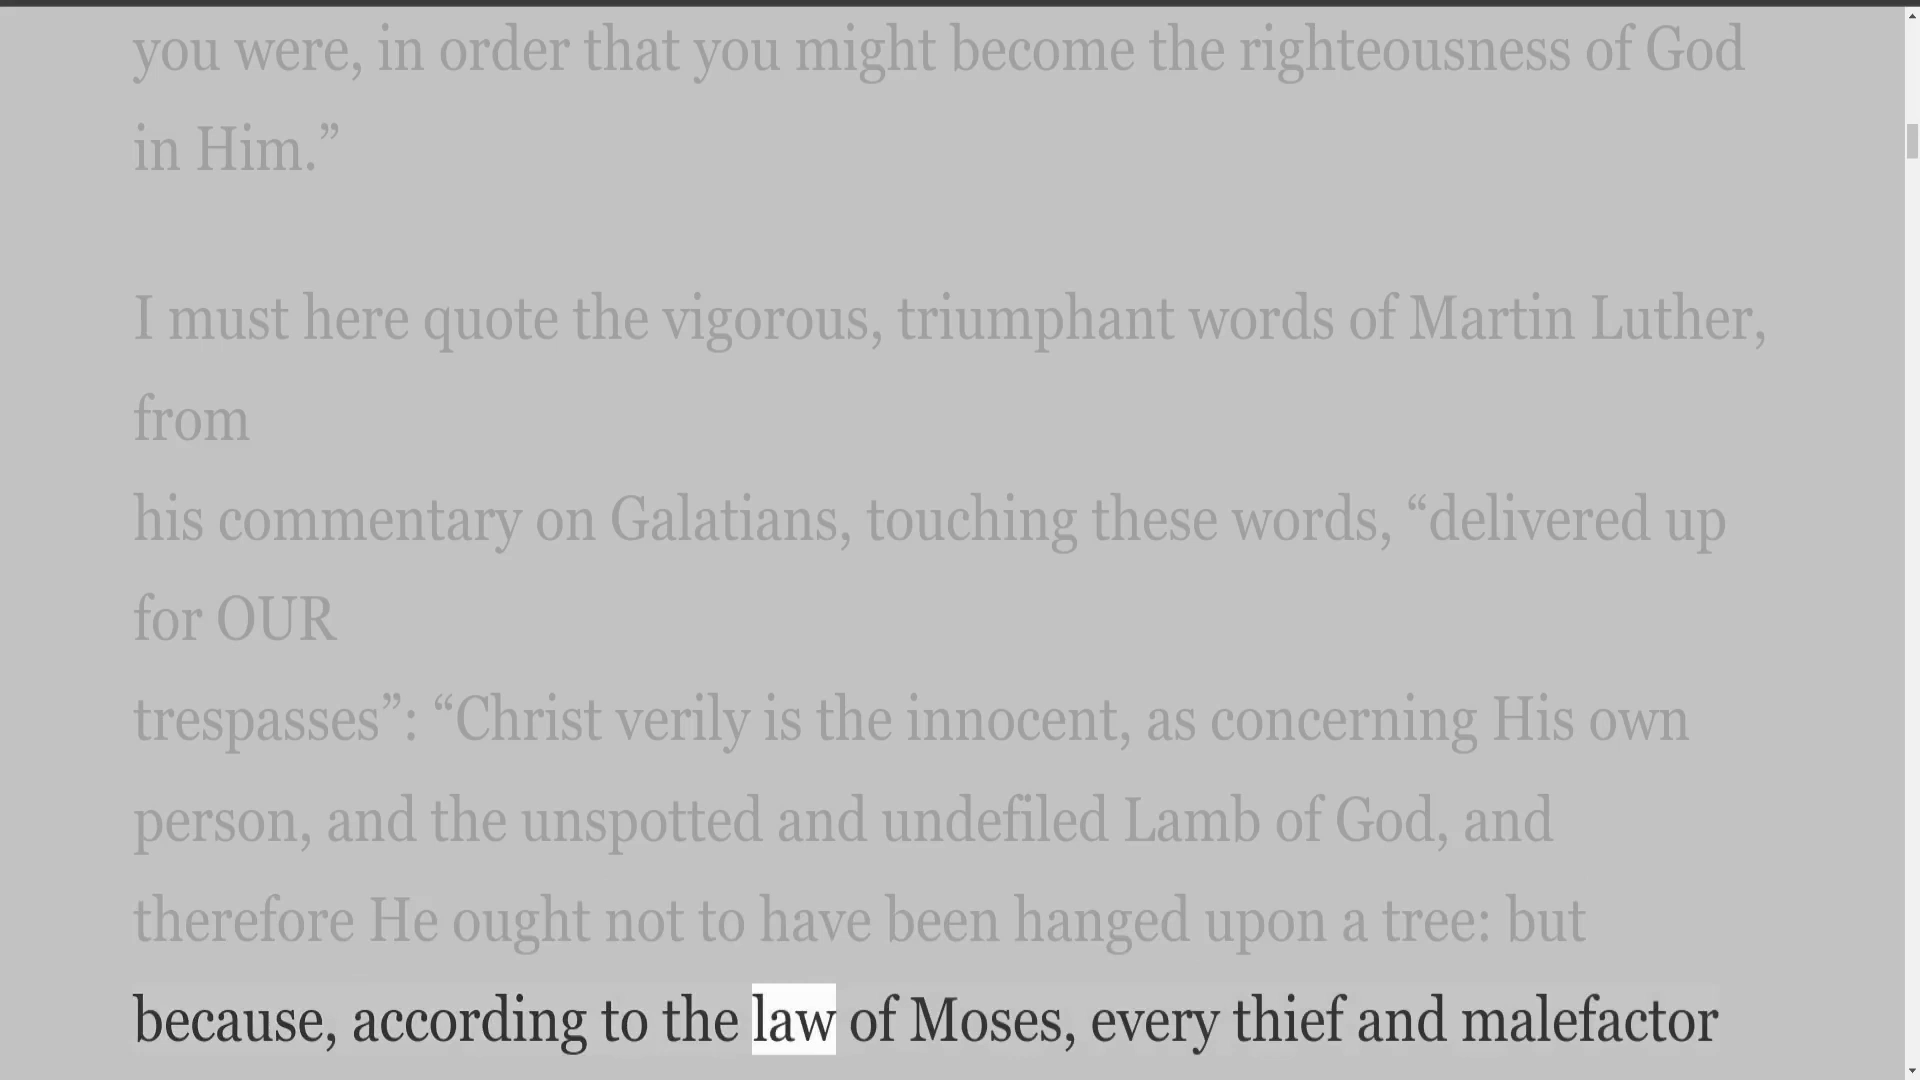 you were, in order that you might become the righteousness of God
in Him.”
I must here quote the vigorous, triumphant words of Martin Luther,
from
his commentary on Galatians, touching these words, “delivered up
for OUR
trespasses”: “Christ verily is the innocent, as concerning His own
person, and the unspotted and undefiled Lamb of God, and
therefore He ought not to have been hanged upon a tree: but
because, according to the law of Moses, every thief and malefactor